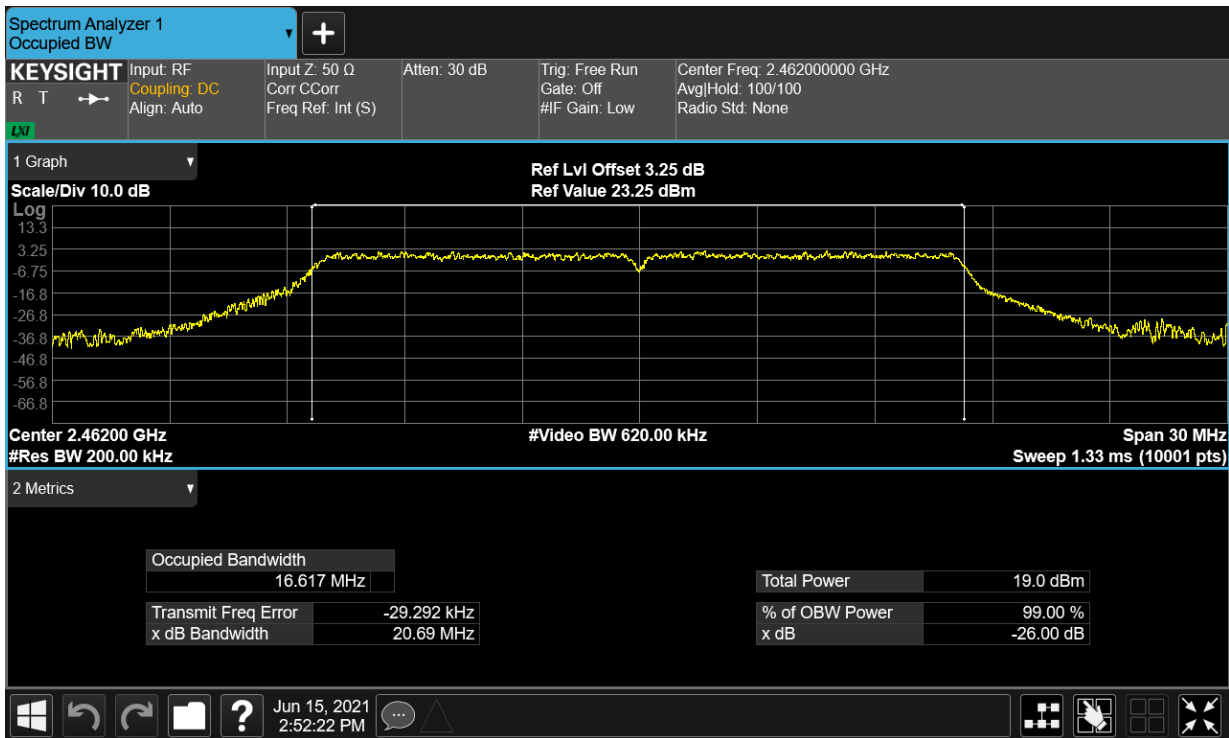 Spectrum Analyzer 1
Occupied BW
KEYSIGHT
R T
LXI
Input: RF
Coupling: DC
Align: Auto
Input Z: 50 Ω
Corr CCorr
Freq Ref: Int (S)
Atten: 30 dB
Trig: Free Run
Gate: Off
#IF Gain: Low
Center Freq: 2.462000000 GHz
Avg|Hold: 100/100
Radio Std: None
1 Graph
Scale/Div 10.0 dB
Ref Lvl Offset 3.25 dB
Ref Value 23.25 dBm
Log
13.3
3.25
-6.75
-16.8
-26.8
-36.8
-46.8
-56.8
-66.8
Center 2.46200 GHz
#Res BW 200.00 kHz
#Video BW 620.00 kHz
Span 30 MHz
Sweep 1.33 ms (10001 pts)
2 Metrics
Occupied Bandwidth
16.617 MHz
Transmit Freq Error -29.292 kHz
x dB Bandwidth 20.69 MHz
Total Power 19.0 dBm
% of OBW Power 99.00 %
x dB -26.00 dB
?
Jun 15, 2021
2:52:22 PM